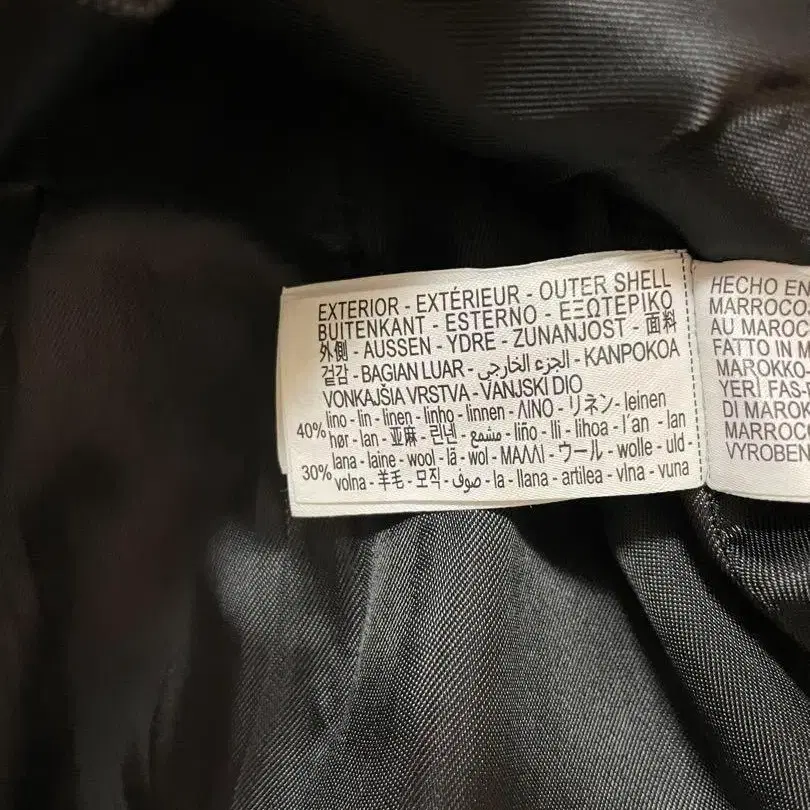 EXTERIOR - EXTÉRIEUR - OUTER SHELL
BUITENKANT - ESTERNO - ΕΞΩΤΕΡΙΚΟ
外側 - AUSSEN - YDRE - ZUNANJOST - 面料
겉감 - BAGIAN LUAR - الجزء الخارجي - KANPOKOA
VONKAJŠIA VRSTVA - VANJSKI DIO
40% lino - lin - linen - linho - linnen - ΛΙΝΟ - リネン - leinen
hør - lan - 亚麻 - 린넨 - مشمع - liño - lli - lihoa - l'an - lan
30% lana - laine - wool - lã - wol - ΜΑΛΛΙ - ウール - wolle - uld -
volna - 羊毛 - 모직 - صوف - la - llana - artilea - vlna - vuna
HECHO EN
MARROCO
AU MAROC
FATTO IN M
MAROKKO-
YERİ FAS-
DI MAROK
MARROCO
VYROBEN